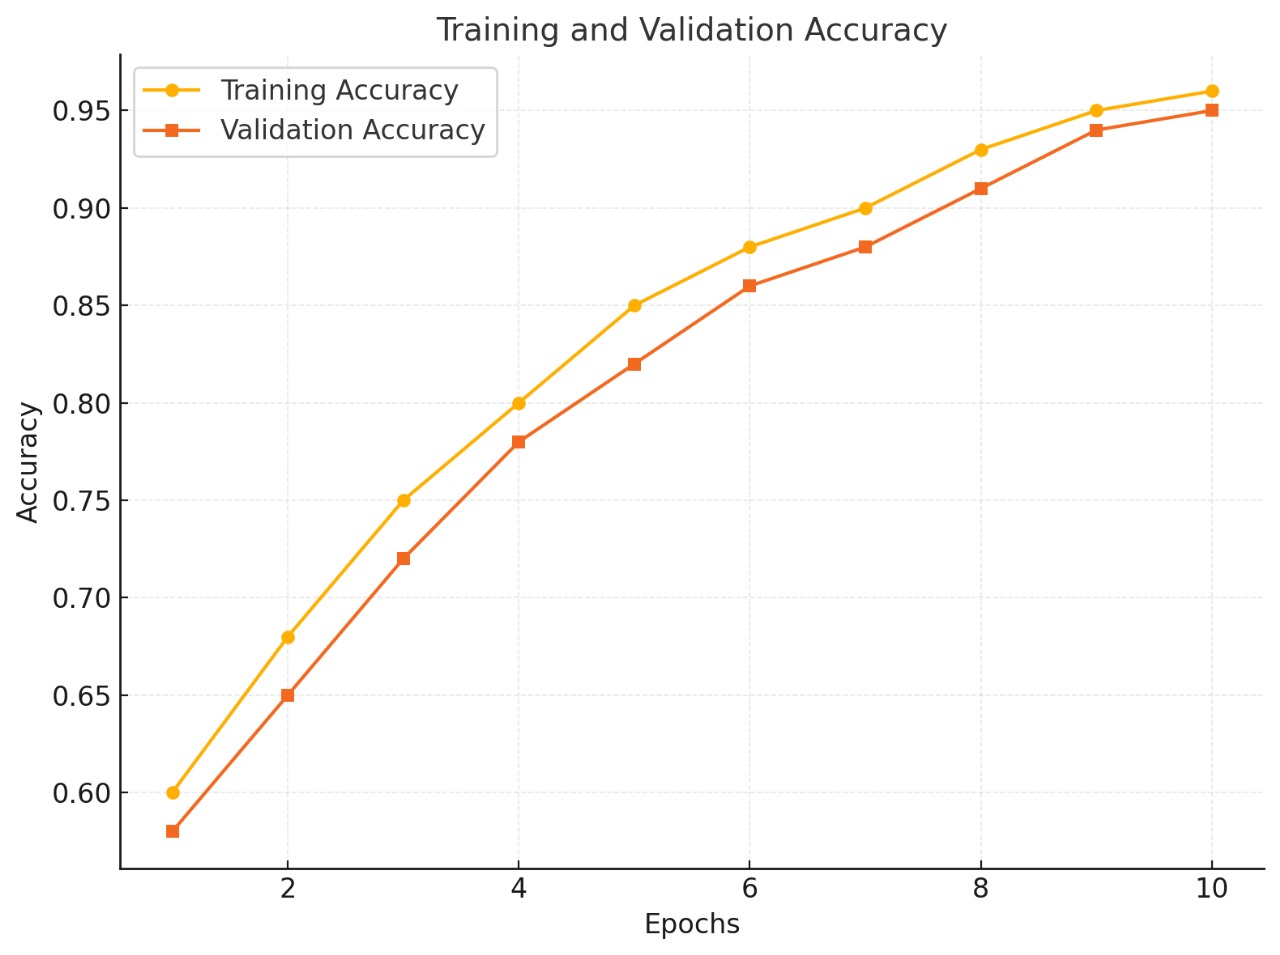 Training and Validation Accuracy
Training Accuracy
Validation Accuracy
0.95
0.90
0.85
0.80
0.75
0.70
0.65
0.60
Accuracy
2 4 6 8 10
Epochs